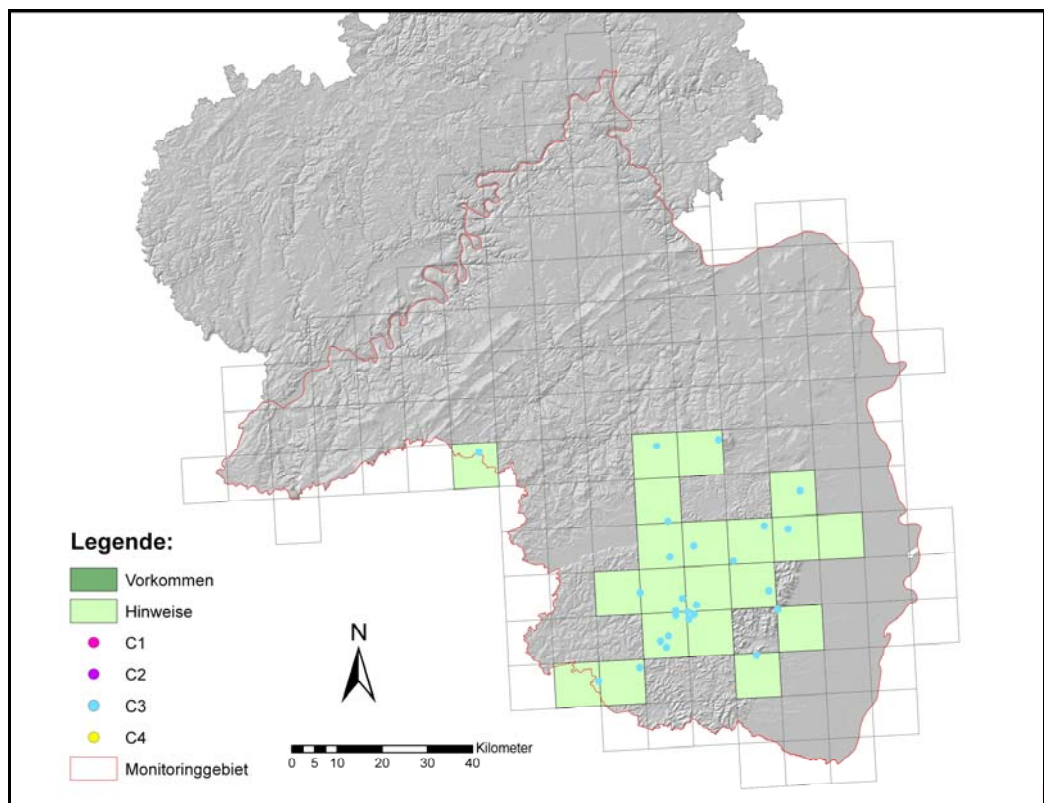 Legende:
Vorkommen
Hinweise
C1
C2
C3
C4
Monitoringgebiet
N
Kilometer
0 5 10 20 30 40